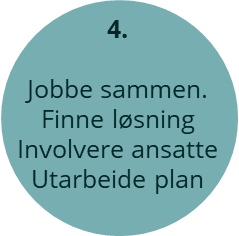 4.
Jobbe sammen.
Finne løsning
Involvere ansatte
Utarbeide plan